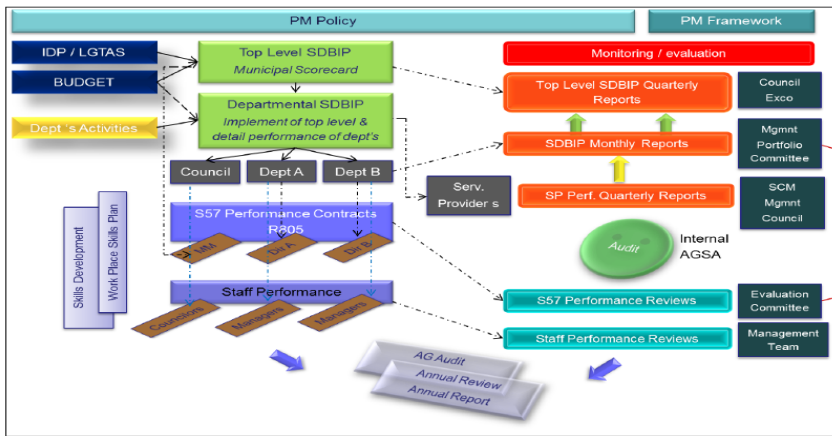 PM Policy
PM Framework
IDP / LGTAS
BUDGET
Dept 's Activities
Top Level SDBIP
Municipal Scorecard
Departmental SDBIP
Implement of top level &
detail performance of dept's
Council
Dept A
Dept B
Serv.
Provider s
S57 Performance Contracts
R805
MM
Dir A
Dir B
Staff Performance
Councilors
Managers
Managers
Skills Development
Work Place Skills Plan
Monitoring / evaluation
Top Level SDBIP Quarterly
Reports
Council
Exco
SDBIP Monthly Reports
Mgmnt
Portfolio
Committee
SP Perf. Quarterly Reports
SCM
Mgmnt
Council
Audit
Internal
AGSA
S57 Performance Reviews
Evaluation
Committee
Staff Performance Reviews
Management
Team
AG Audit
Annual Review
Annual Report